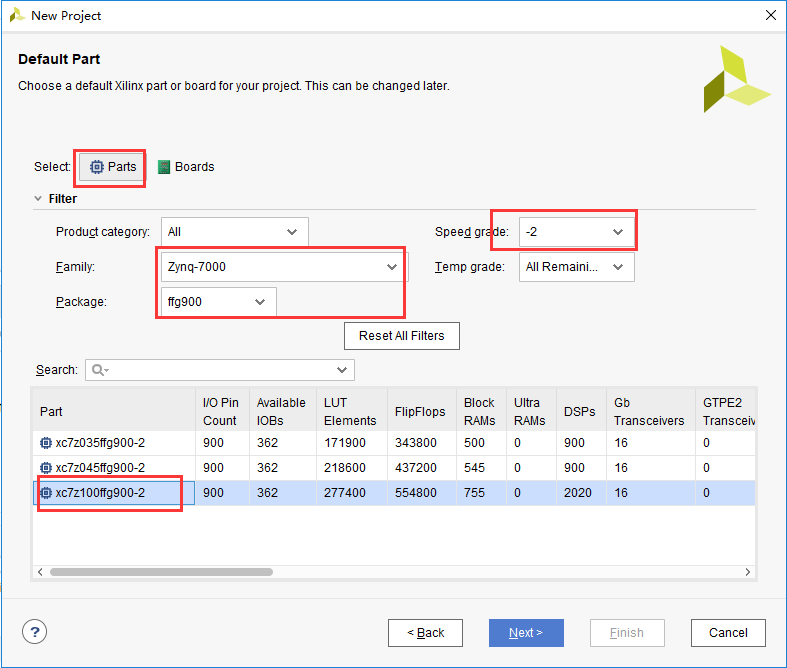 New Project
Default Part
Choose a default Xilinx part or board for your project. This can be changed later.
Select: Parts Boards
Filter
Product category: All Speed grade: -2
Family: Zynq-7000 Temp grade: All Remaini...
Package: ffg900
Reset All Filters
Search: Q-
Part I/O Pin Count Available IOBs LUT Elements FlipFlops Block RAMs Ultra RAMs DSPs Gb Transceivers GTPE2 Transceiv
xc7z035ffg900-2 900 362 171900 343800 500 0 900 16 0
xc7z045ffg900-2 900 362 218600 437200 545 0 900 16 0
xc7z100ffg900-2 900 362 277400 554800 755 0 2020 16 0
? < Back Next > Finish Cancel